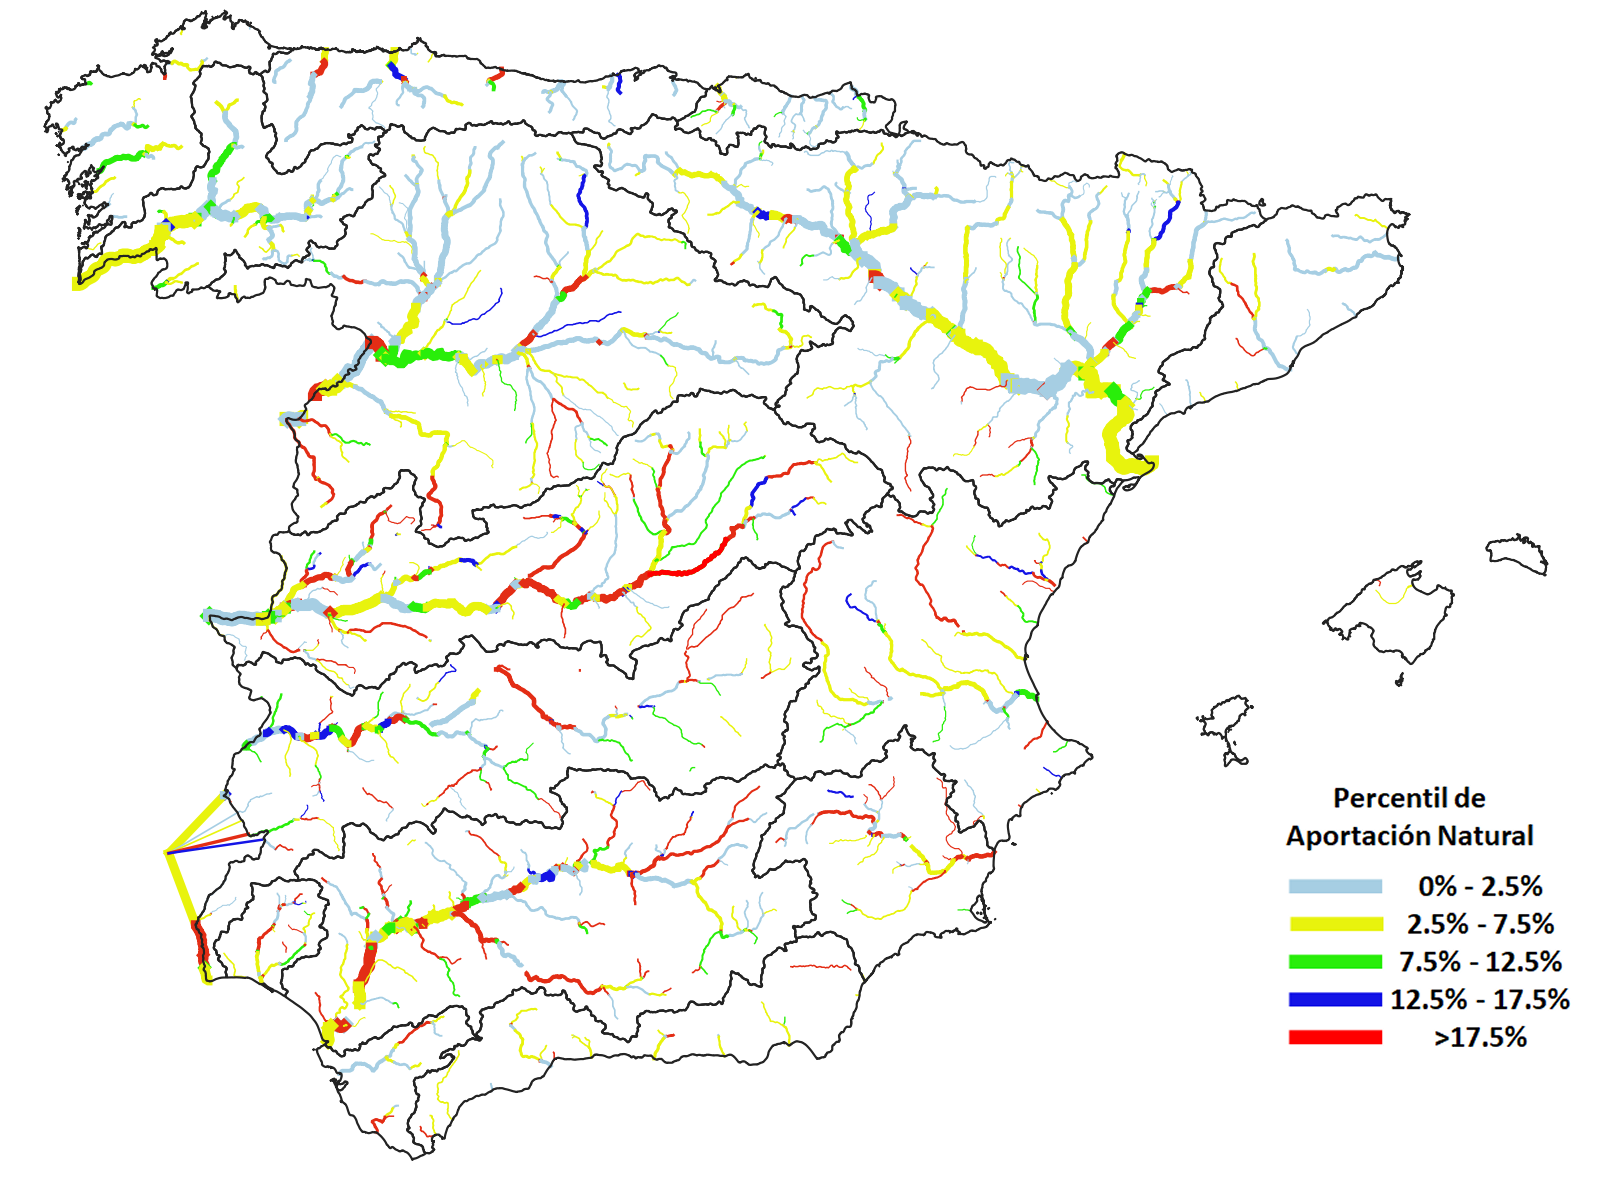 Percentil de
Aportación Natural
0% - 2.5%
2.5% - 7.5%
7.5% - 12.5%
12.5% - 17.5%
>17.5%